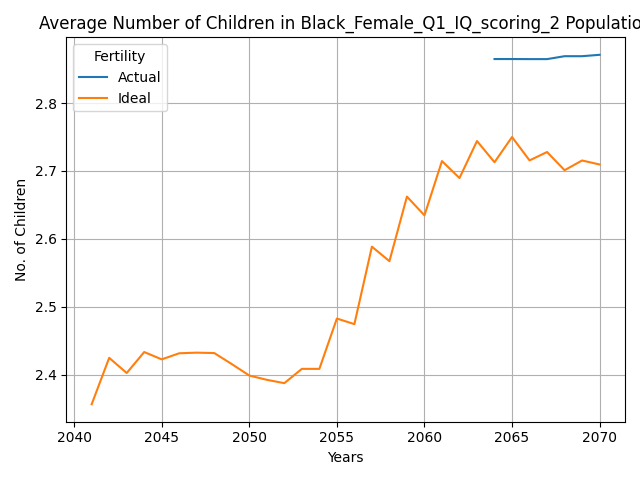 Average Number of Children in Black_Female_Q1_IQ_scoring_2 Populatio
Fertility
Actual
Ideal
2.8
2.7
2.6
2.5
2.4
No. of Children
2040 2045 2050 2055 2060 2065 2070
Years